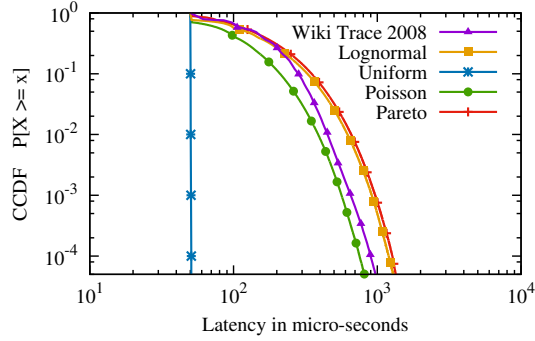 CCDF P[X >= x]
10^0
10^-1
10^-2
10^-3
10^-4
Wiki Trace 2008
Lognormal
Uniform
Poisson
Pareto
10^1 10^2 10^3 10^4
Latency in micro-seconds